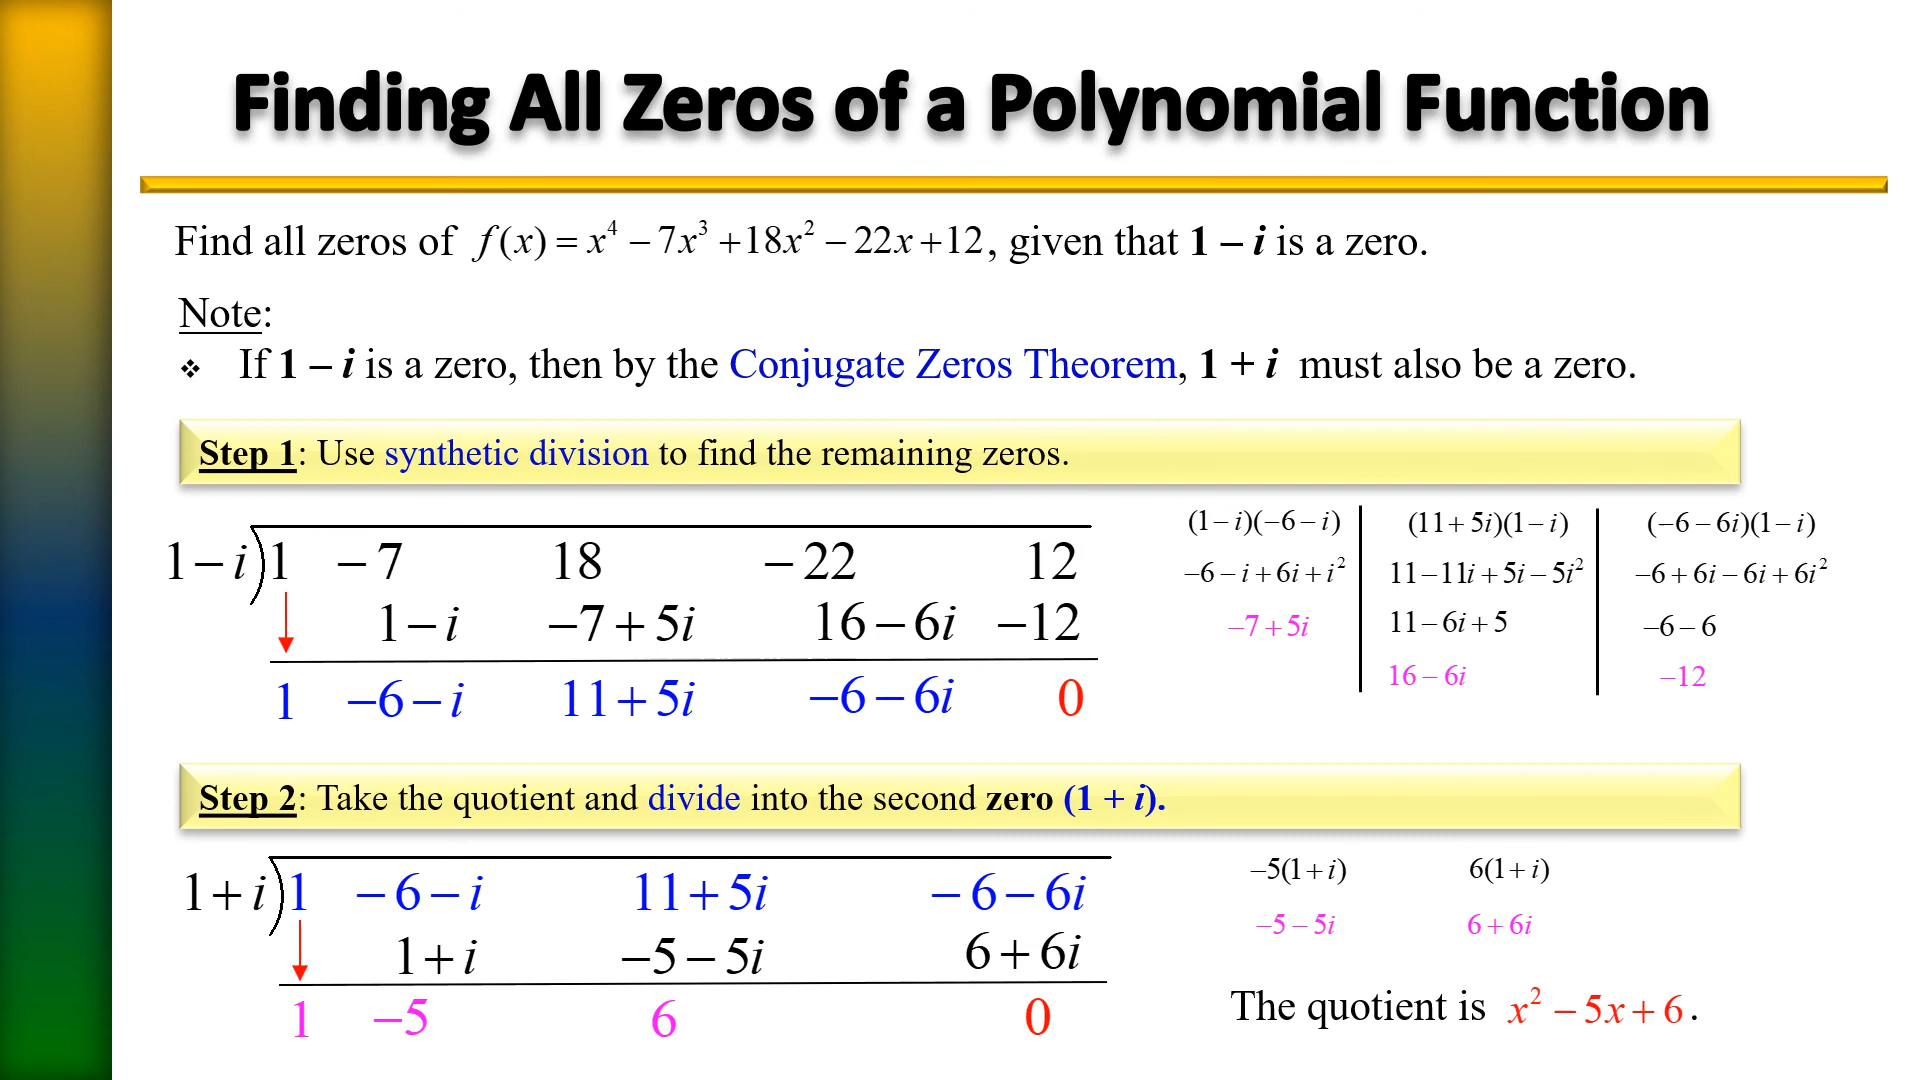 Finding All Zeros of a Polynomial Function
Find all zeros of f(x) = x⁴ − 7x³ + 18x² − 22x + 12, given that 1 – i is a zero.
Note:
❖ If 1 – i is a zero, then by the Conjugate Zeros Theorem, 1 + i must also be a zero.
Step 1: Use synthetic division to find the remaining zeros.
1 − i) 1 − 7 18 − 22 12
1 − i −7 + 5i 16 − 6i −12
1 −6 − i 11 + 5i −6 − 6i 0
(1 − i)(−6 − i)
−6 − i + 6i + i²
−7 + 5i
(11 + 5i)(1 − i)
11 − 11i + 5i − 5i²
11 − 6i + 5
16 − 6i
(−6 − 6i)(1 − i)
−6 + 6i − 6i + 6i²
−6 − 6
−12
Step 2: Take the quotient and divide into the second zero (1 + i).
1 + i) 1 − 6 − i 11 + 5i − 6 − 6i
1 + i −5 − 5i 6 + 6i
1 −5 6 0
−5(1 + i)
−5 − 5i
6(1 + i)
6 + 6i
The quotient is x² − 5x + 6.